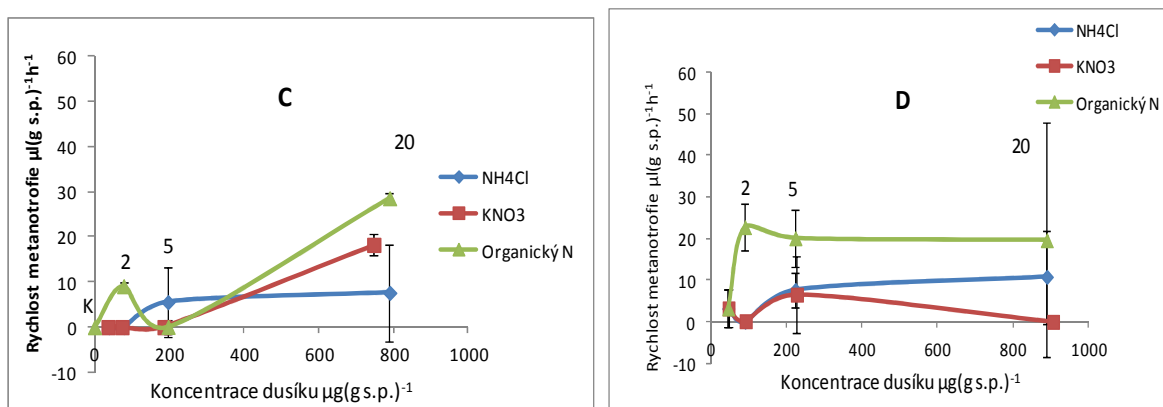 C
Rychlost metanotrofie µl(g s.p.)-1h-1
60
50
40
30
20
10
0
-10
0 200 400 600 800 1000
Koncentrace dusíku µg(g s.p.)-1
K
2
5
20
NH4Cl
KNO3
Organický N
D
Rychlost metanotrofie µl(g s.p.)-1h-1
60
50
40
30
20
10
0
-10
0 200 400 600 800 1000
Koncentrace dusíku µg(g s.p.)-1
2
5
20
NH4Cl
KNO3
Organický N